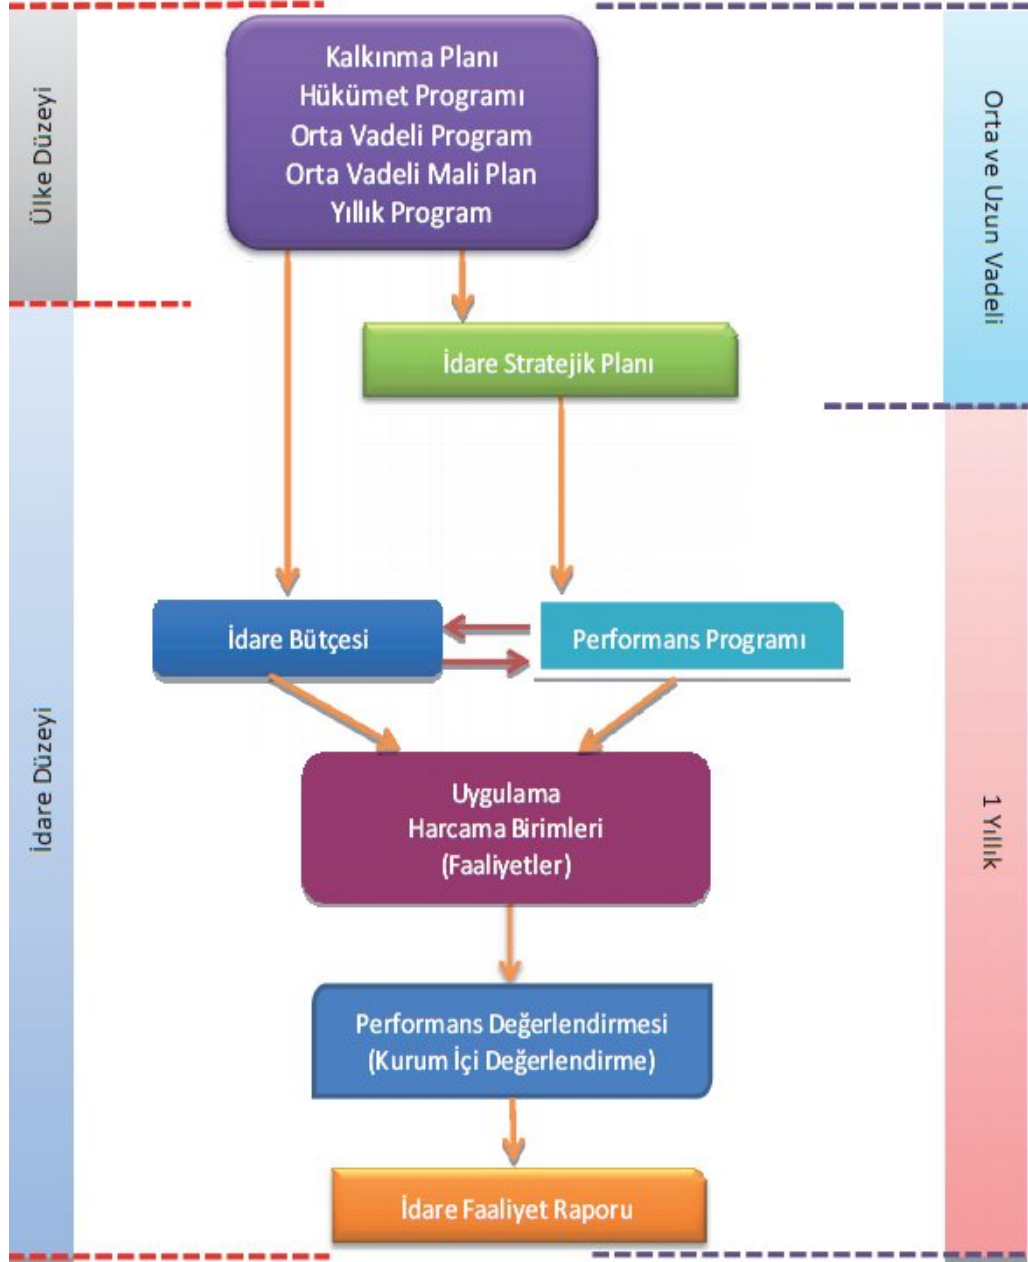 Ülke Düzeyi
Kalkınma Planı
Hükümet Programı
Orta Vadeli Program
Orta Vadeli Mali Plan
Yıllık Program
Orta ve Uzun Vadeli
İdare Stratejik Planı
İdare Düzeyi
İdare Bütçesi
Performans Programı
1 Yıllık
Uygulama
Harcama Birimleri
(Faaliyetler)
Performans Değerlendirmesi
(Kurum İçi Değerlendirme)
İdare Faaliyet Raporu